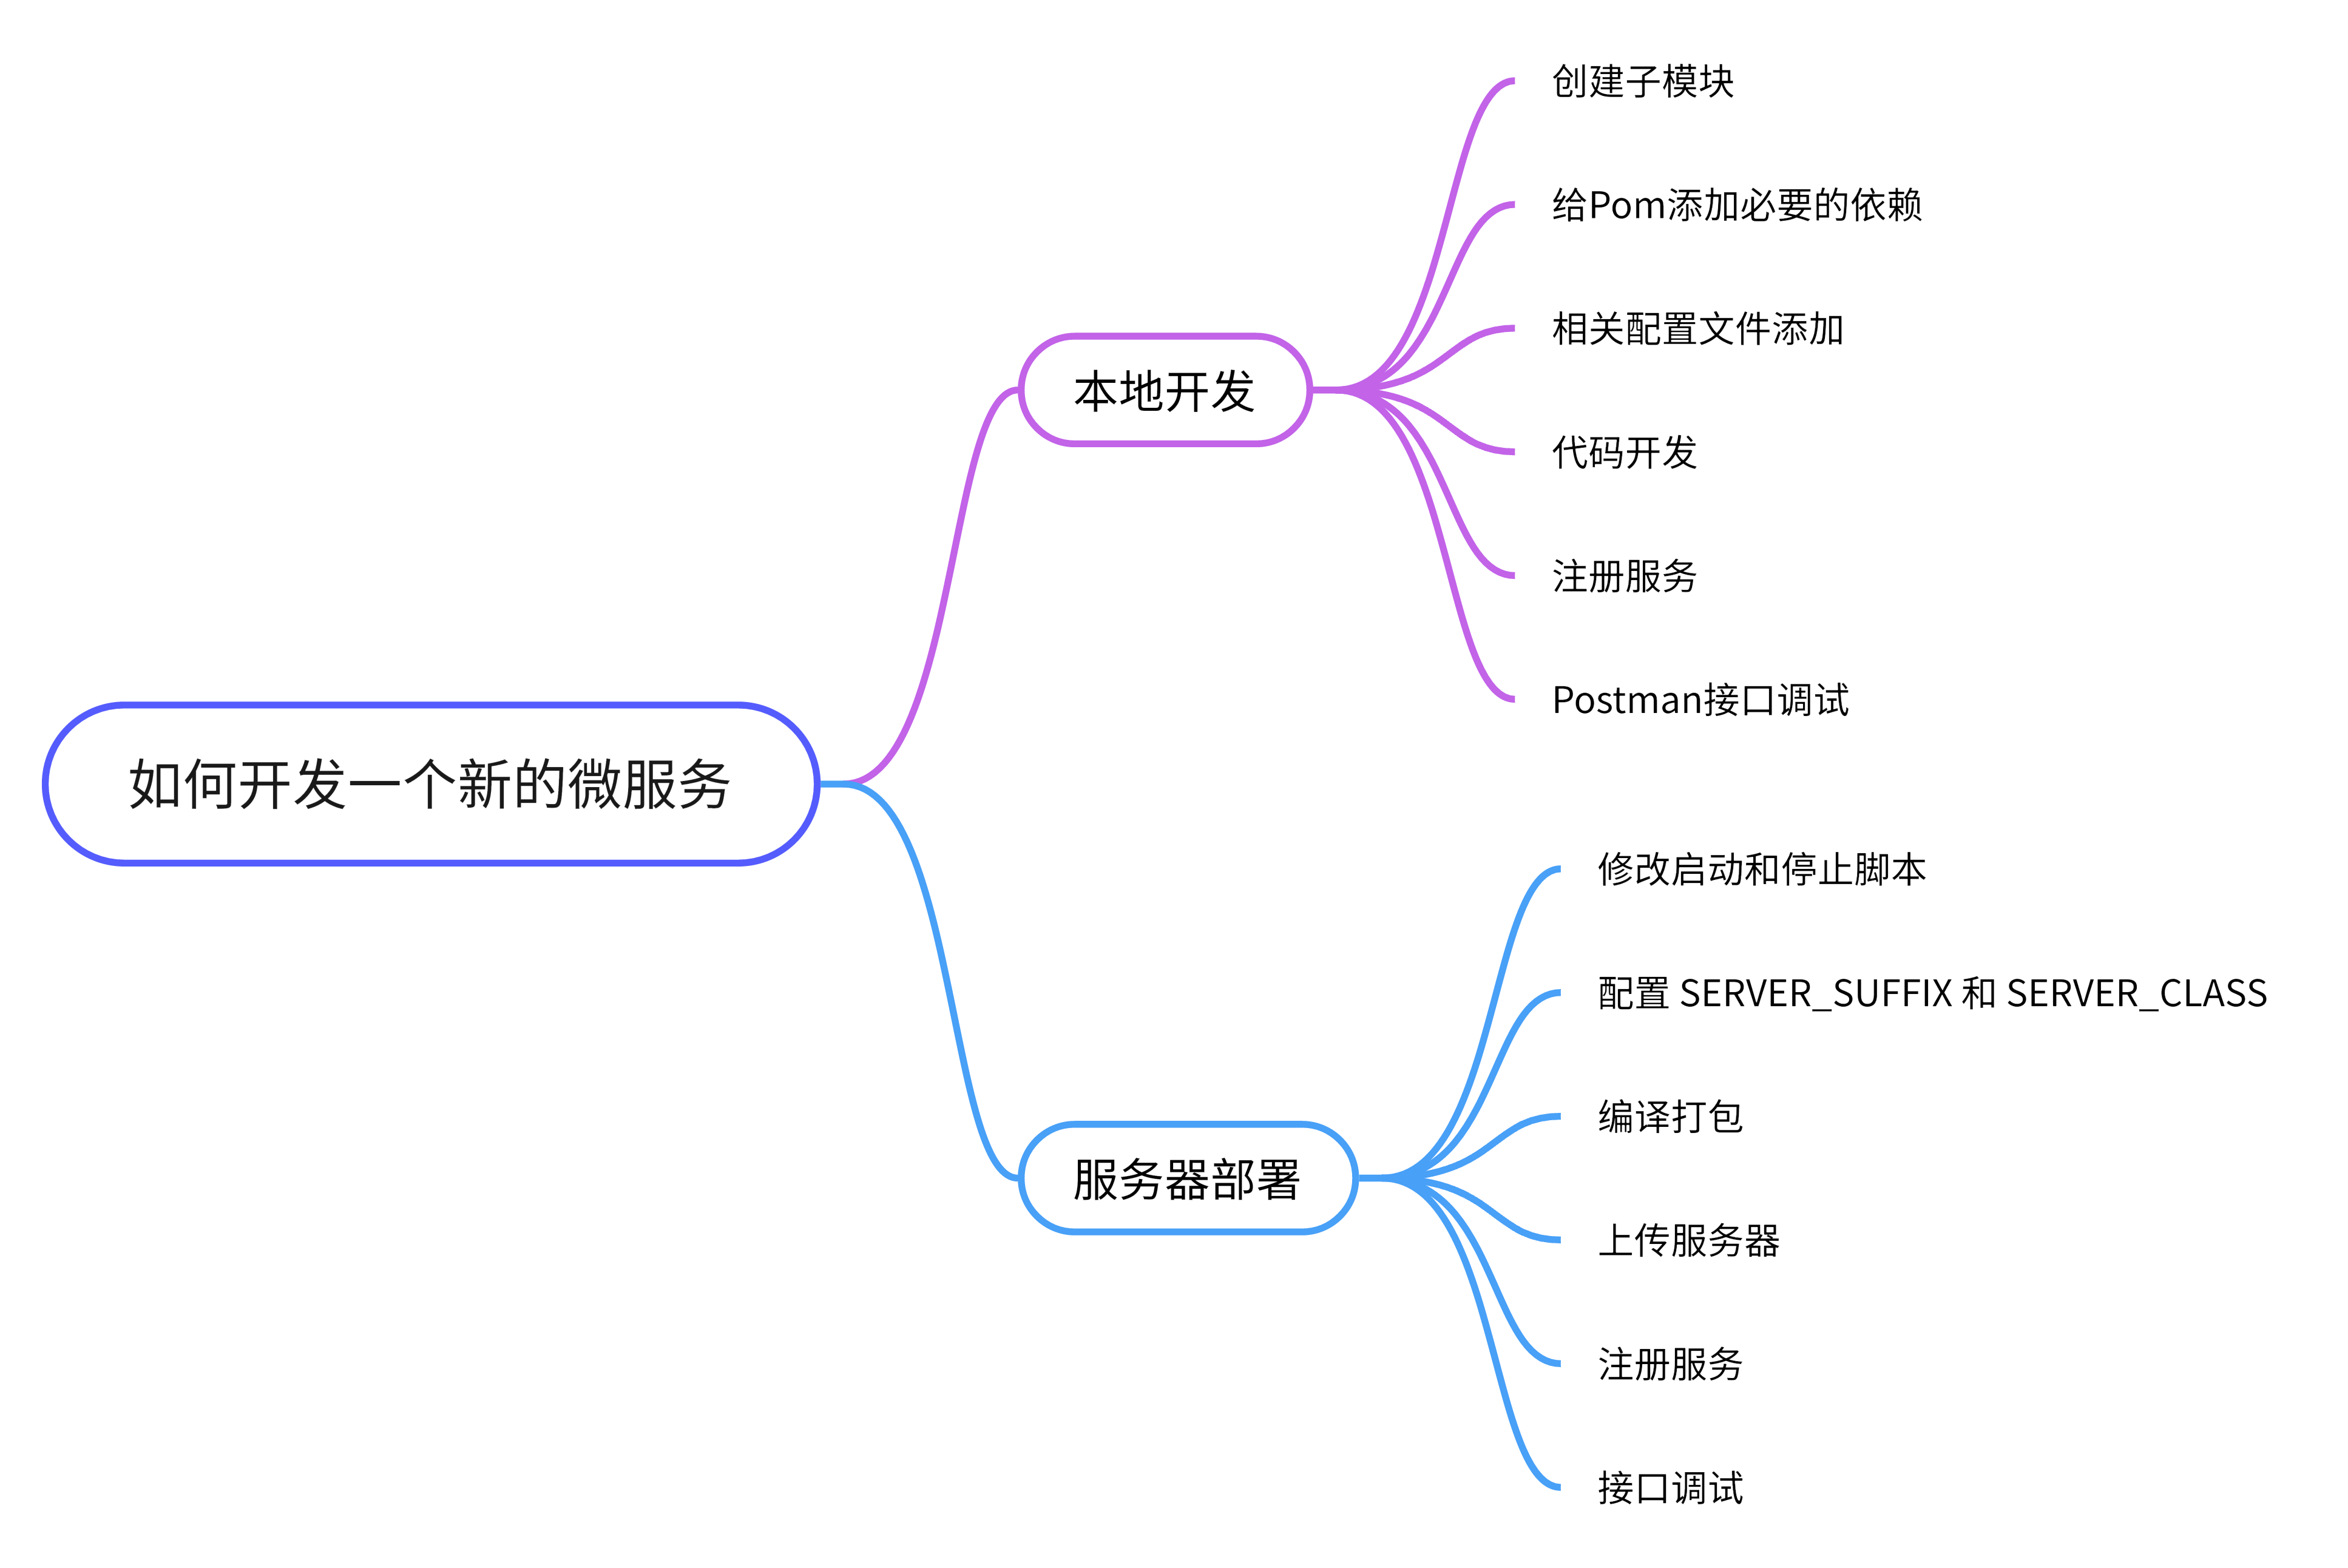 如何开发一个新的微服务
本地开发
创建子模块
给Pom添加必要的依赖
相关配置文件添加
代码开发
注册服务
Postman接口调试
服务器部署
修改启动和停止脚本
配置 SERVER_SUFFIX 和 SERVER_CLASS
编译打包
上传服务器
注册服务
接口调试